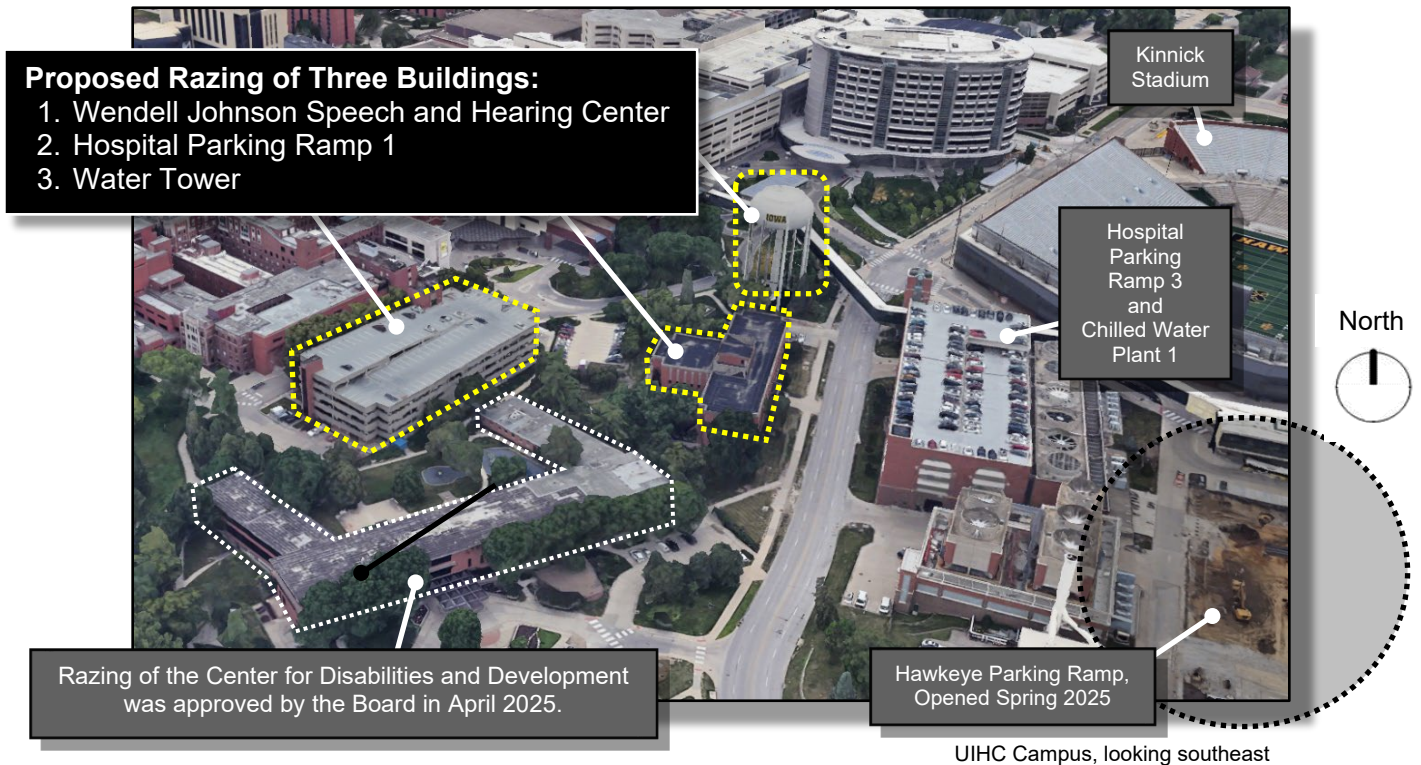 Proposed Razing of Three Buildings:
1. Wendell Johnson Speech and Hearing Center
2. Hospital Parking Ramp 1
3. Water Tower
Kinnick
Stadium
IOWA
Hospital
Parking
Ramp 3
and
Chilled Water
Plant 1
HAWK
North
Razing of the Center for Disabilities and Development
was approved by the Board in April 2025.
Hawkeye Parking Ramp,
Opened Spring 2025
UIHC Campus, looking southeast